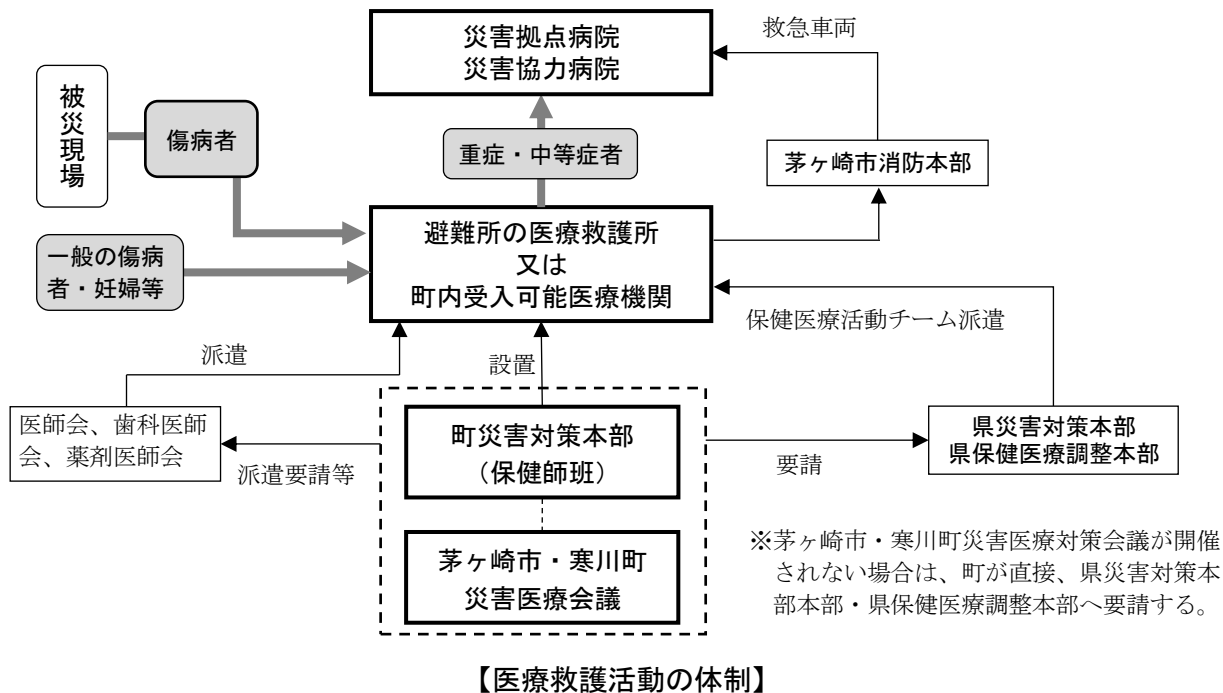 災害拠点病院
災害協力病院
救急車両
被災現場
傷病者
重症・中等症者
茅ヶ崎市消防本部
避難所の医療救護所
又は
町内受入可能医療機関
一般の傷病
者・妊婦等
保健医療活動チーム派遣
派遣
設置
医師会、歯科医師
会、薬剤医師会
町災害対策本部
（保健師班）
県災害対策本部
県保健医療調整本部
派遣要請等
要請
茅ヶ崎市・寒川町
災害医療会議
※茅ヶ崎市・寒川町災害医療対策会議が開催
されない場合は、町が直接、県災害対策本
部本部・県保健医療調整本部へ要請する。
【医療救護活動の体制】